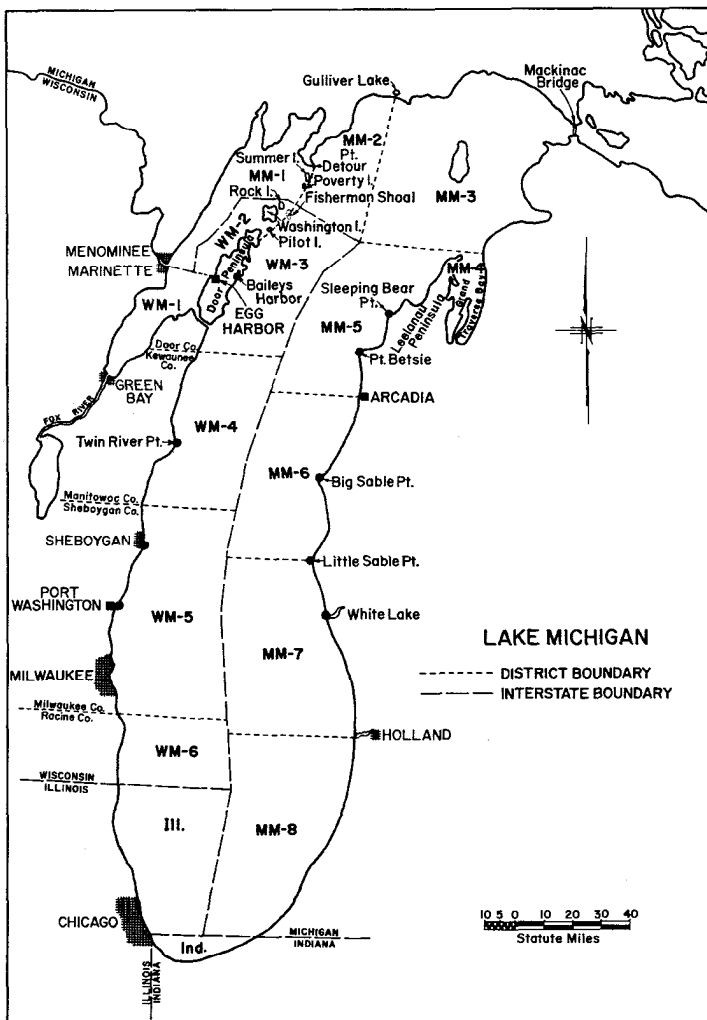 MICHIGAN
WISCONSIN
Gulliver Lake
Mackinac
Bridge
MM-2
Pt.
Detour
Summer I.
MM-1
Poverty I.
Rock I.
Fisherman Shoal
MM-3
WM-2
Washington I.
Pilot I.
MENOMINEE
MARINETTE
WM-3
Door Peninsula
Baileys
Harbor
EGG
HARBOR
WM-1
MM-4
Sleeping Bear
Pt.
Leelanau
Peninsula
Grand
Traverse Bay
MM-5
Door Co.
Kewaunee
Co.
Pt. Betsie
GREEN
BAY
ARCADIA
FOX RIVER
WM-4
Twin River Pt.
MM-6
Big Sable Pt.
Manitowoc Co.
Sheboygan Co.
SHEBOYGAN
Little Sable Pt.
PORT
WASHINGTON
WM-5
White Lake
LAKE MICHIGAN
MM-7
DISTRICT BOUNDARY
INTERSTATE BOUNDARY
MILWAUKEE
Milwaukee Co.
Racine Co.
HOLLAND
WM-6
WISCONSIN
ILLINOIS
Ill.
MM-8
CHICAGO
10 5 0 10 20 30 40
Statute Miles
MICHIGAN
INDIANA
Ind.
ILLINOIS
INDIANA